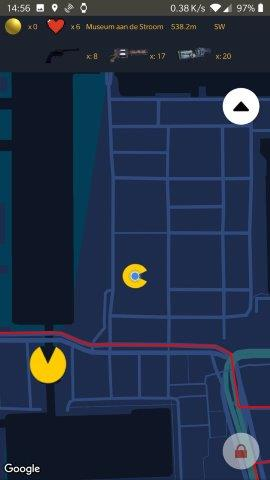 14:56 0.38 K/s 97%
x 0 x 6 Museum aan de Stroom 538.2m SW
x: 8 x: 17 x: 20
Google